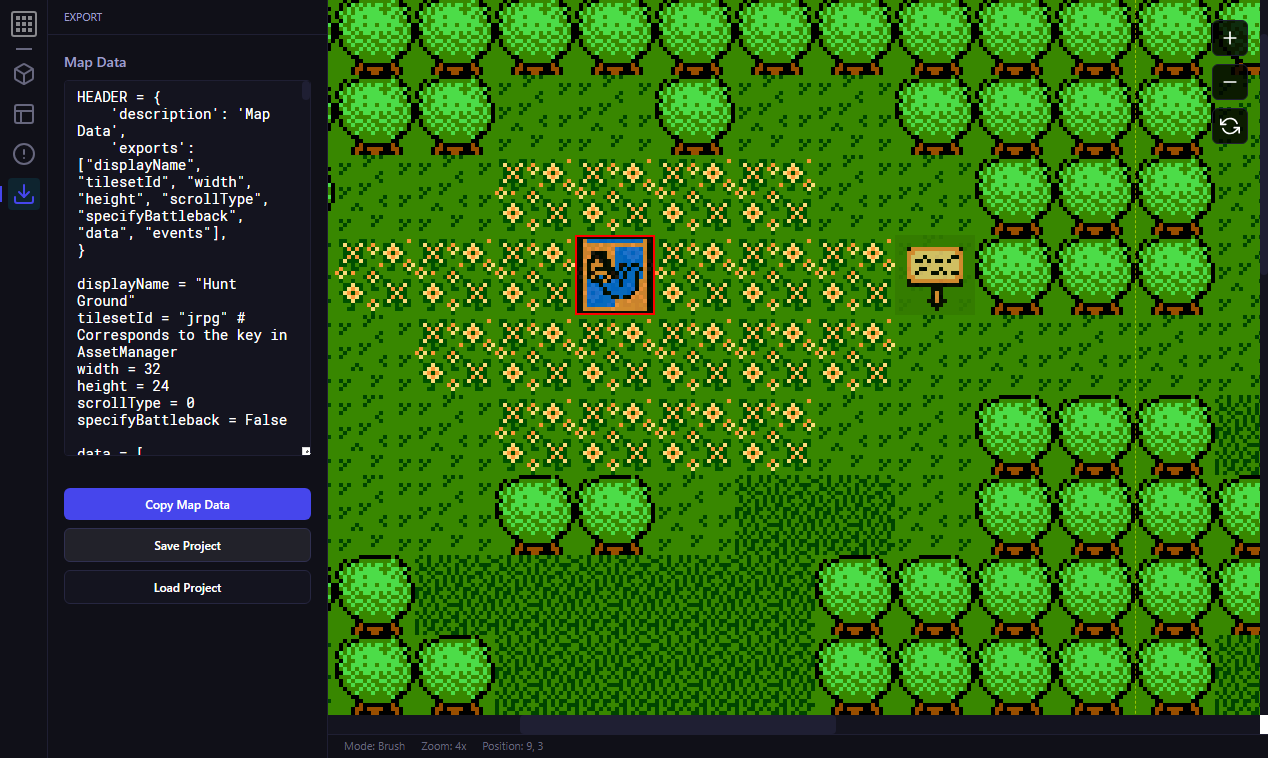 EXPORT
Map Data
HEADER = {
'description': 'Map
Data',
'exports':
["displayName",
"tilesetId", "width",
"height", "scrollType",
"specifyBattleback",
"data", "events"],
}
displayName = "Hunt
Ground"
tilesetId = "jrpg" #
Corresponds to the key in
AssetManager
width = 32
height = 24
scrollType = 0
specifyBattleback = False
data = [
Copy Map Data
Save Project
Load Project
Mode: Brush Zoom: 4x Position: 9, 3